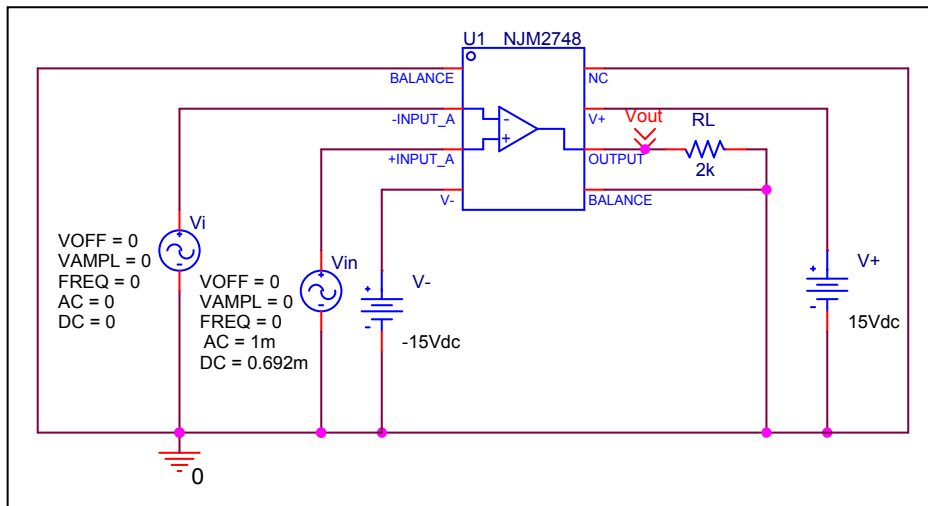 U1 NJM2748
BALANCE
NC
-INPUT_A
V+
Vout
RL
+INPUT_A
OUTPUT
2k
V-
BALANCE
-
+
Vi
VOFF = 0
VAMPL = 0
FREQ = 0
AC = 0
DC = 0
Vin
VOFF = 0
VAMPL = 0
FREQ = 0
AC = 1m
DC = 0.692m
V-
-15Vdc
V+
15Vdc
0